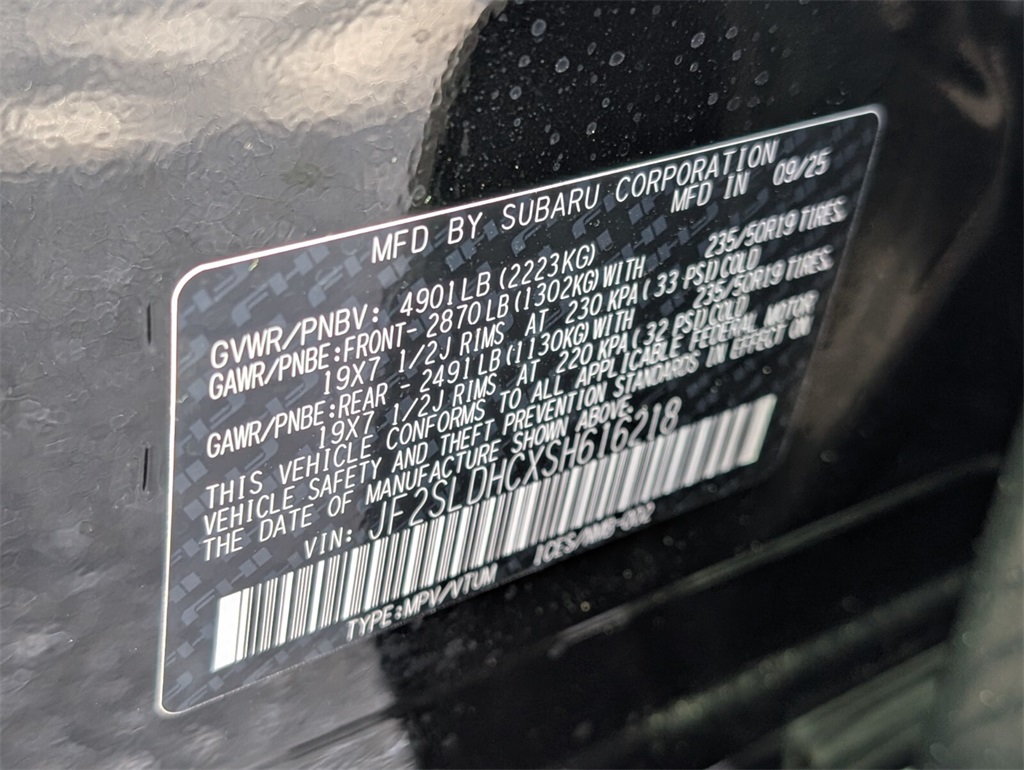 MFD BY SUBARU CORPORATION
MFD IN 09/25
GVWR/PNBV: 4901LB(2223KG)
GAWR/PNBE:FRONT-2870LB(1302KG)WITH 235/50R19TIRES,
19X7 1/2J RIMS AT 230 KPA(33 PSI)COLD
GAWR/PNBE:REAR -2491LB(1130KG)WITH 235/50R19TIRES,
19X7 1/2J RIMS AT 220 KPA(32 PSI)COLD
THIS VEHICLE CONFORMS TO ALL APPLICABLE FEDERAL MOTOR
VEHICLE SAFETY AND THEFT PREVENTION STANDARDS IN EFFECT ON
THE DATE OF MANUFACTURE SHOWN ABOVE.
VIN: JF2SLDHCXSH616218
TYPE:MPV/VTUM ICES/NMB-002